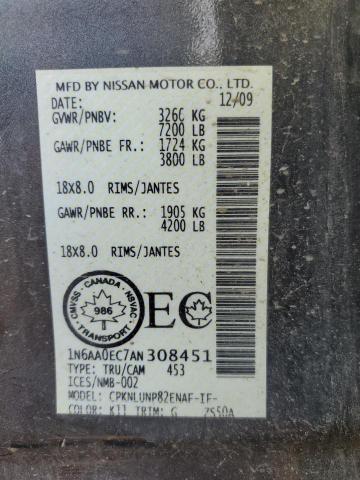 MFD BY NISSAN MOTOR CO., LTD.
DATE: 12/09
GVWR/PNBV: 3260 KG
7200 LB
GAWR/PNBE FR.: 1724 KG
3800 LB
18x8.0 RIMS/JANTES
GAWR/PNBE RR.: 1905 KG
4200 LB
18x8.0 RIMS/JANTES
CANADA
CMVSS NSVAC
986
TRANSPORT
EC
1N6AA0EC7AN308451
TYPE: TRU/CAM 453
ICES/NMB-002
MODEL: CPKNLUNP82ENAF-IF-
COLOR: K11 TRIM: G 7S50A